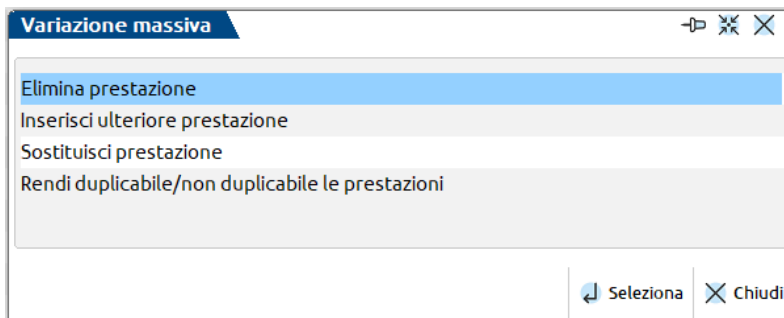 Variazione massiva
Elimina prestazione
Inserisci ulteriore prestazione
Sostituisci prestazione
Rendi duplicabile/non duplicabile le prestazioni
Seleziona Chiudi